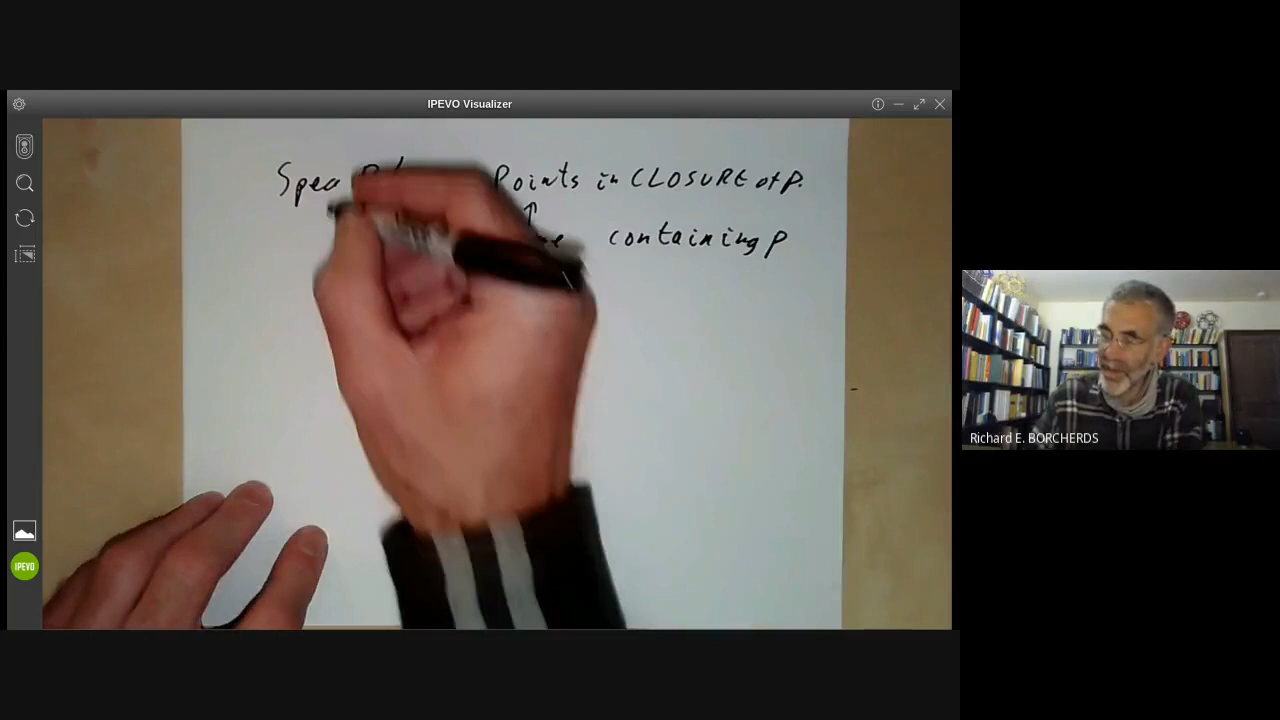 IPEVO Visualizer
Spec Points in CLOSURE of P.
containing P
Richard E. BORCHERDS
IPEVO